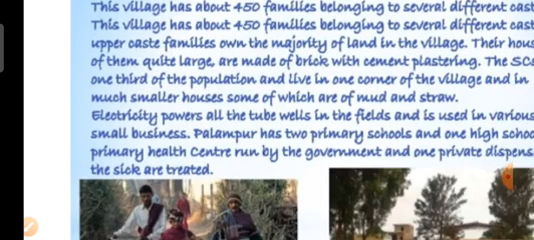 This village has about 450 families belonging to several different cast
This village has about 450 families belonging to several different cast
upper caste families own the majority of land in the village. Their hous
of them quite large, are made of brick with cement plastering. The SCs
one third of the population and live in one corner of the village and in
much smaller houses some of which are of mud and straw.
Electricity powers all the tube wells in the fields and is used in various
small business. Palampur has two primary schools and one high schoo
primary health Centre run by the government and one private dispens
the sick are treated.